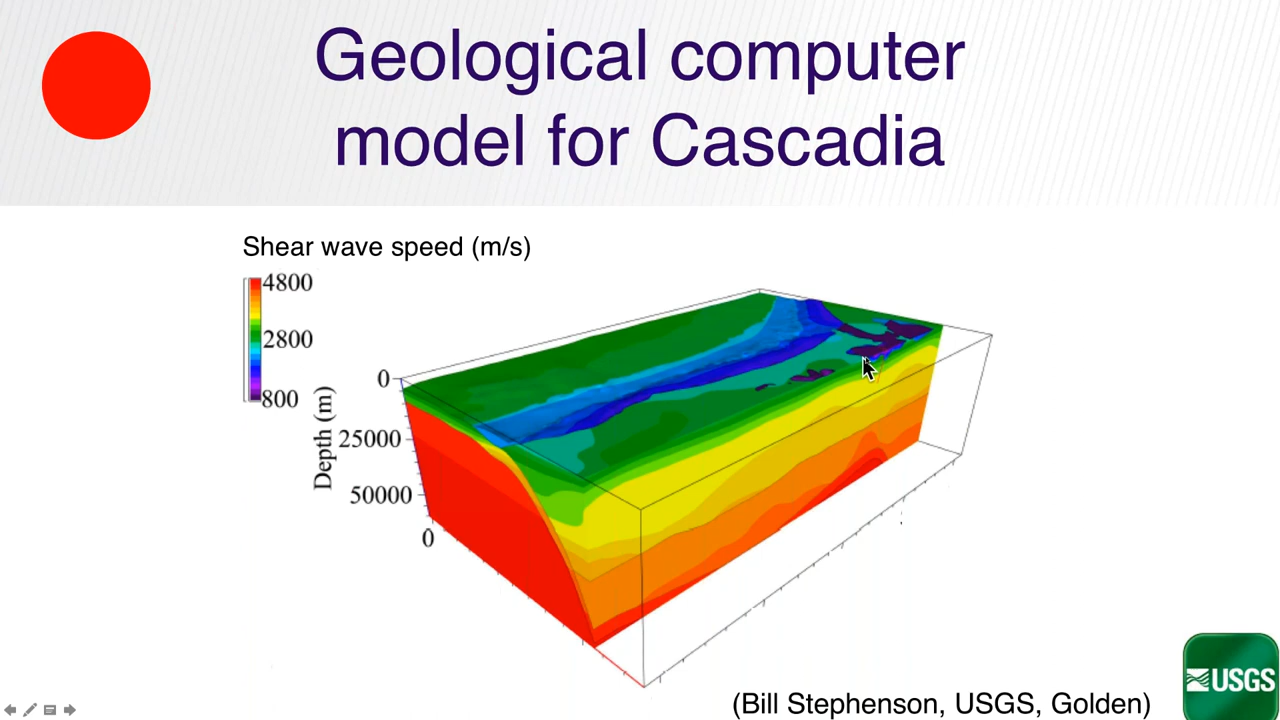 Geological computer
model for Cascadia
Shear wave speed (m/s)
4800
2800
800
Depth (m)
0
25000
50000
0
(Bill Stephenson, USGS, Golden)
USGS